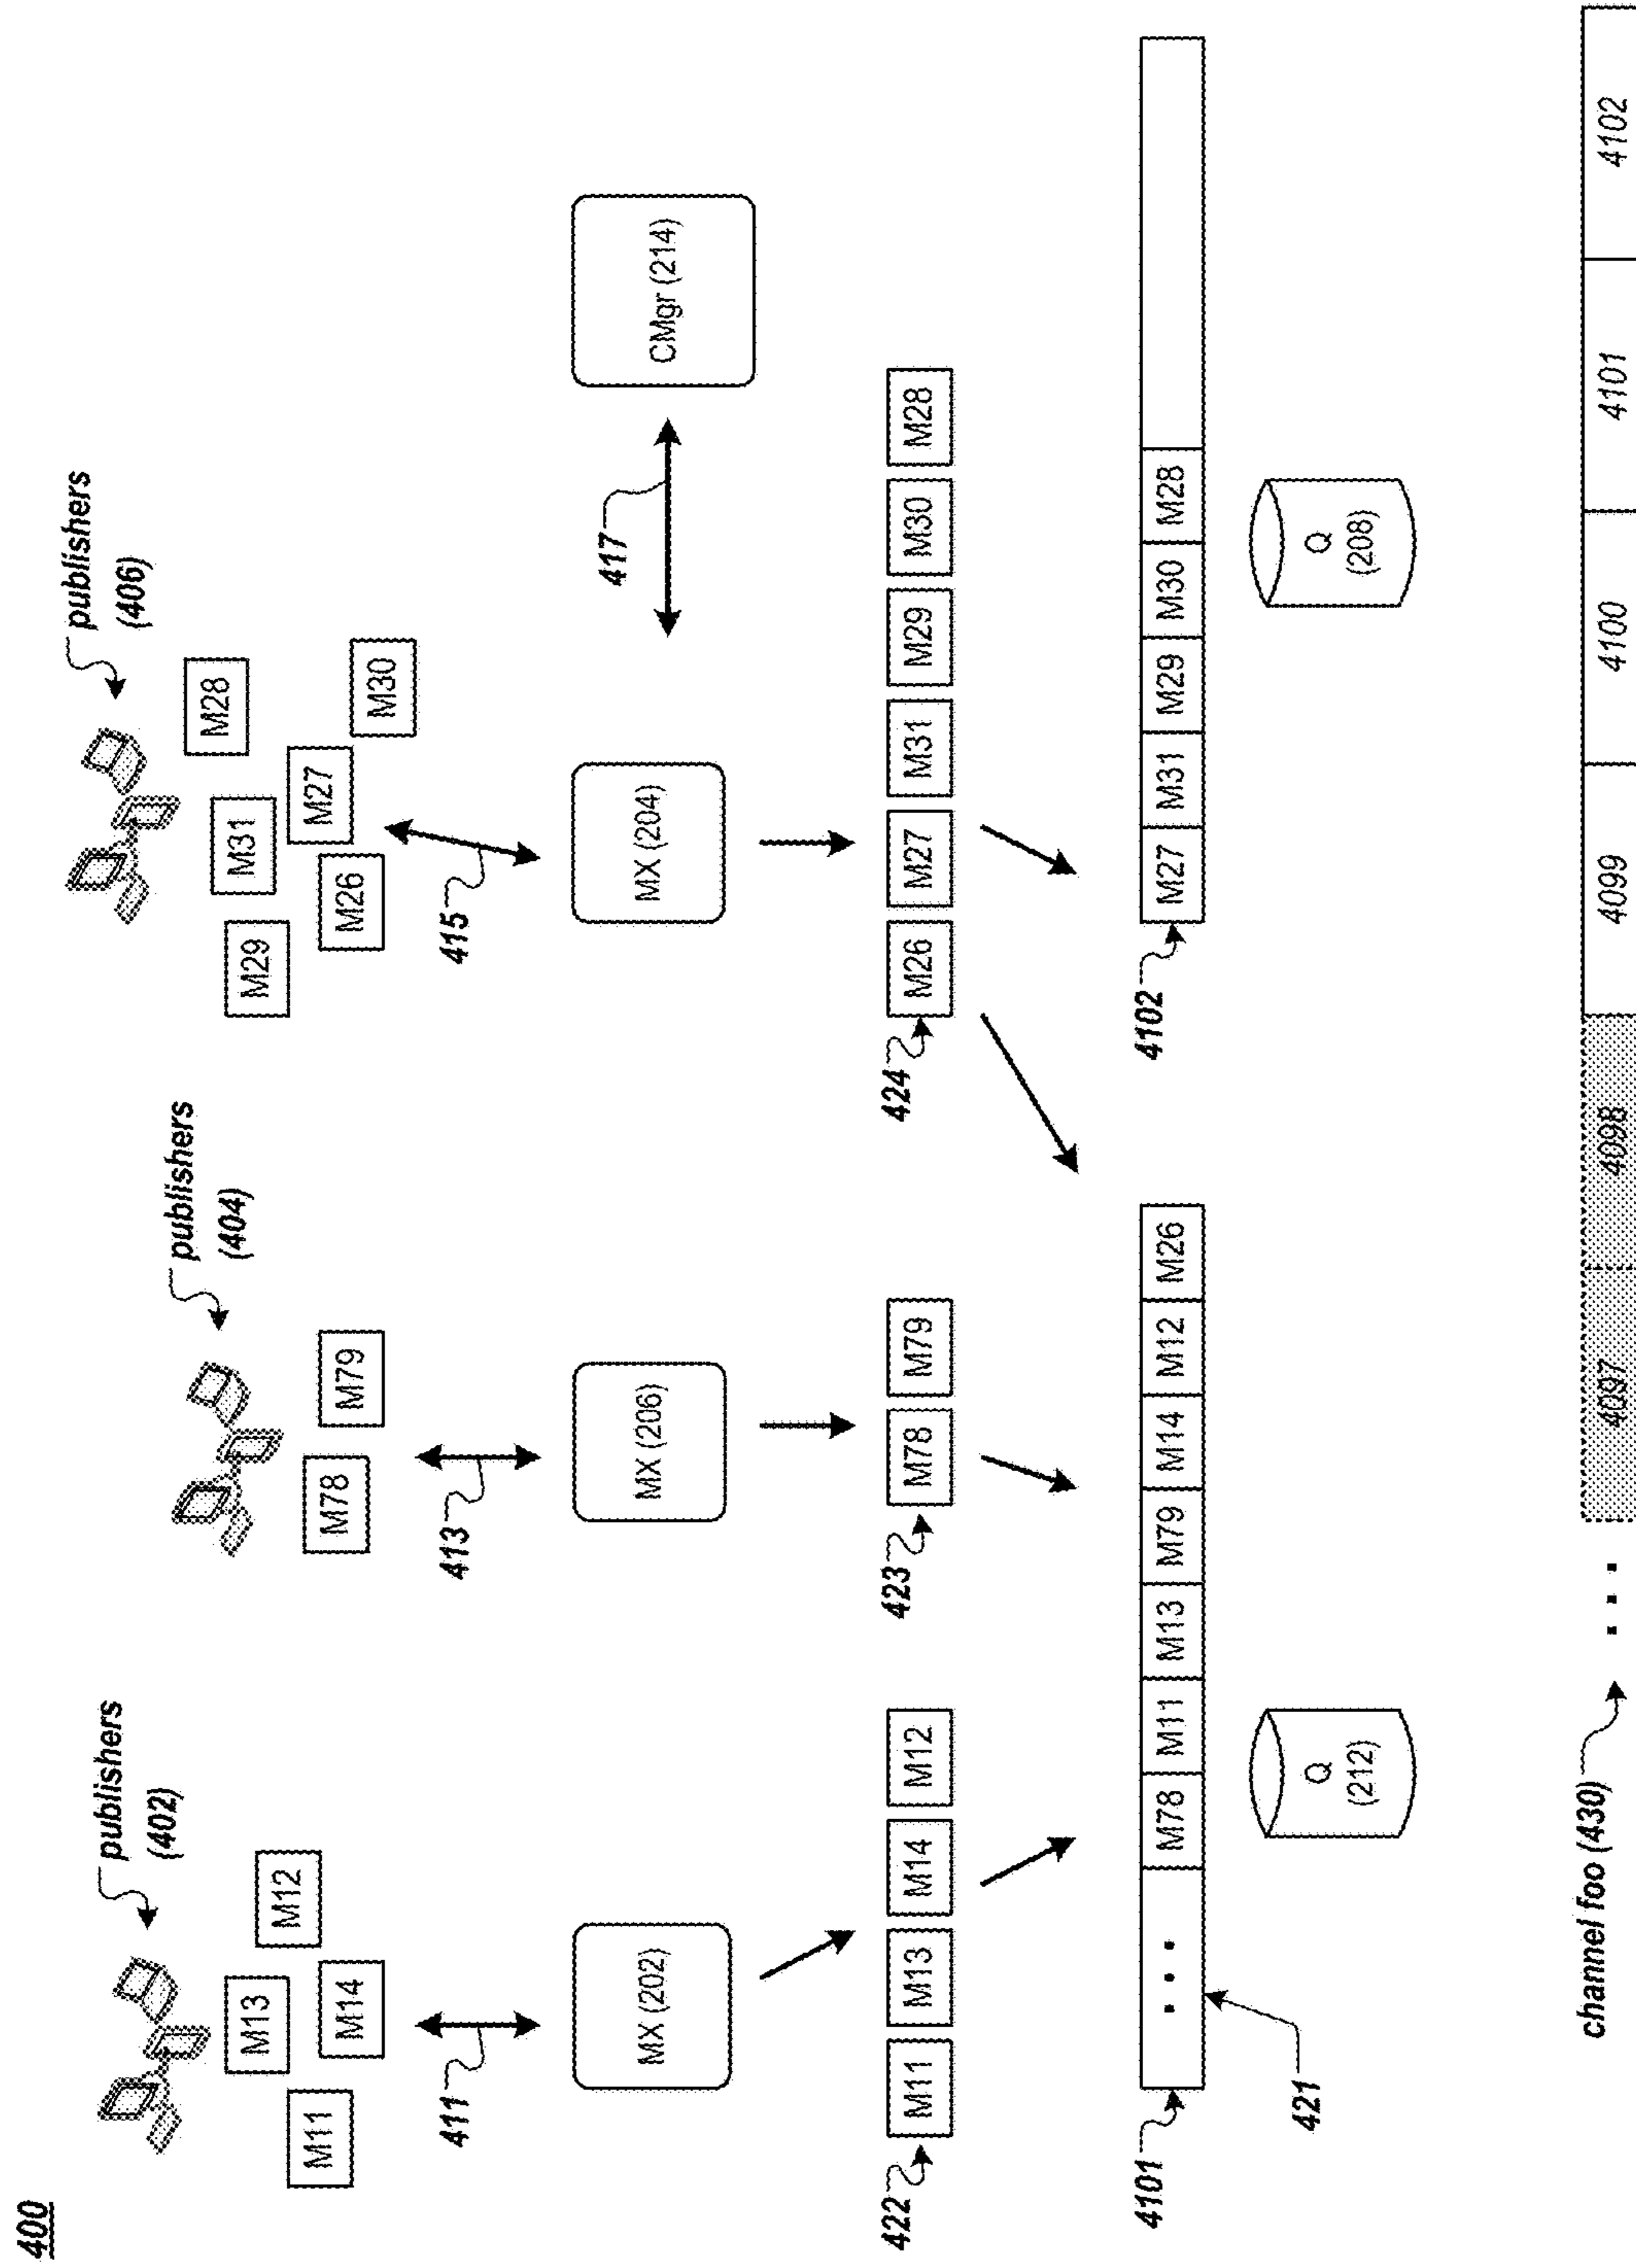 400
publishers
(402)
publishers
(404)
publishers
(406)
M11
M13
M14
M12
M78
M79
M29
M26
M31
M27
M28
M30
411
413
415
417
MX (202)
MX (206)
MX (204)
CMgr (214)
422
M11
M13
M14
M12
423
M78
M79
424
M26
M27
M31
M29
M30
M28
4101
...
M78
M11
M13
M79
M14
M12
M26
4102
M27
M31
M29
M30
M28
421
Q
(212)
Q
(208)
channel foo (430)
...
4097
4098
4099
4100
4101
4102